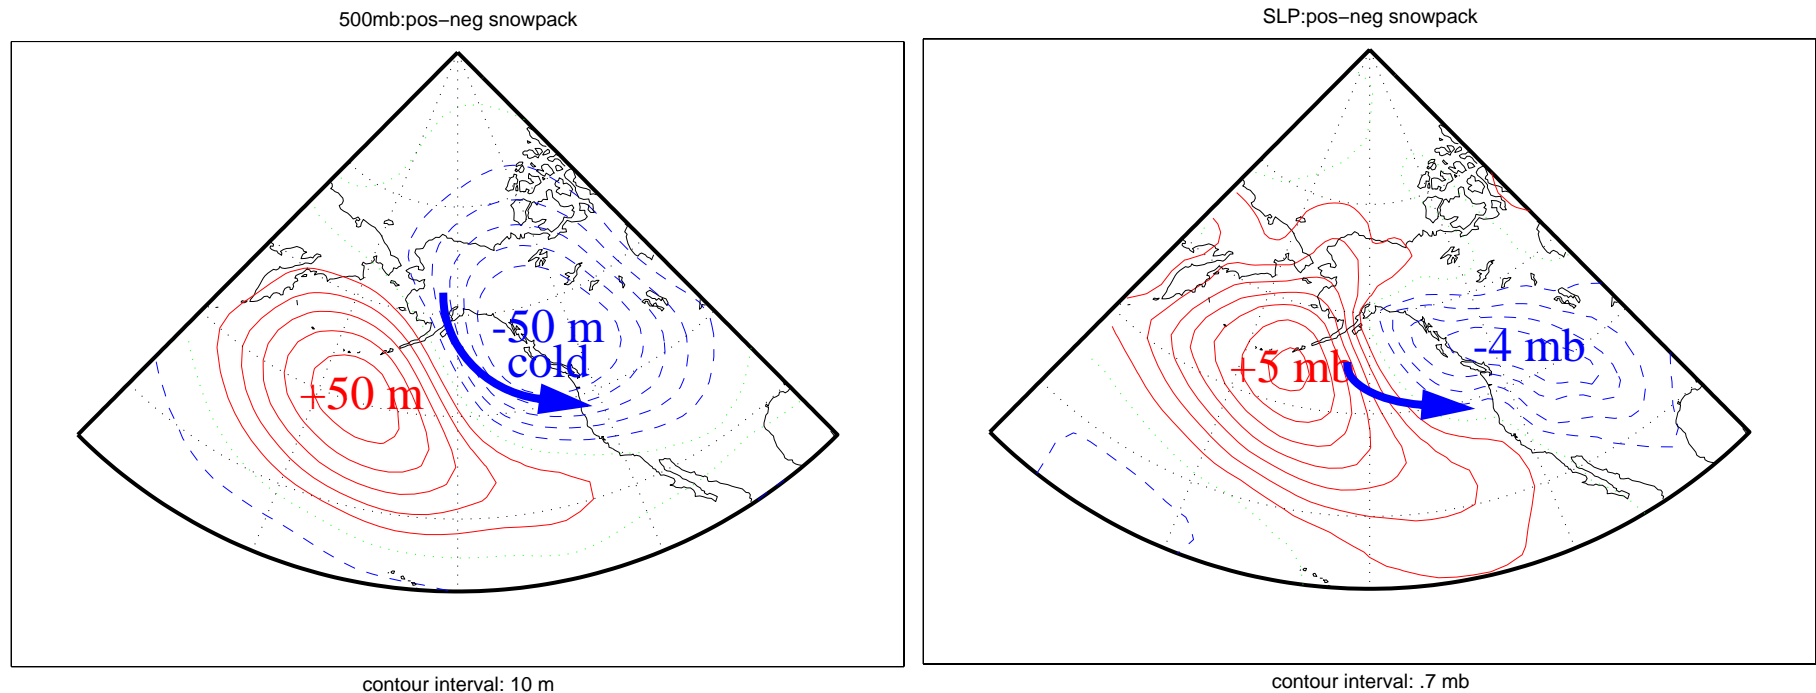 500mb:pos−neg snowpack
-50 m
cold
+50 m
contour interval: 10 m
SLP:pos−neg snowpack
-4 mb
+5 mb
contour interval: .7 mb